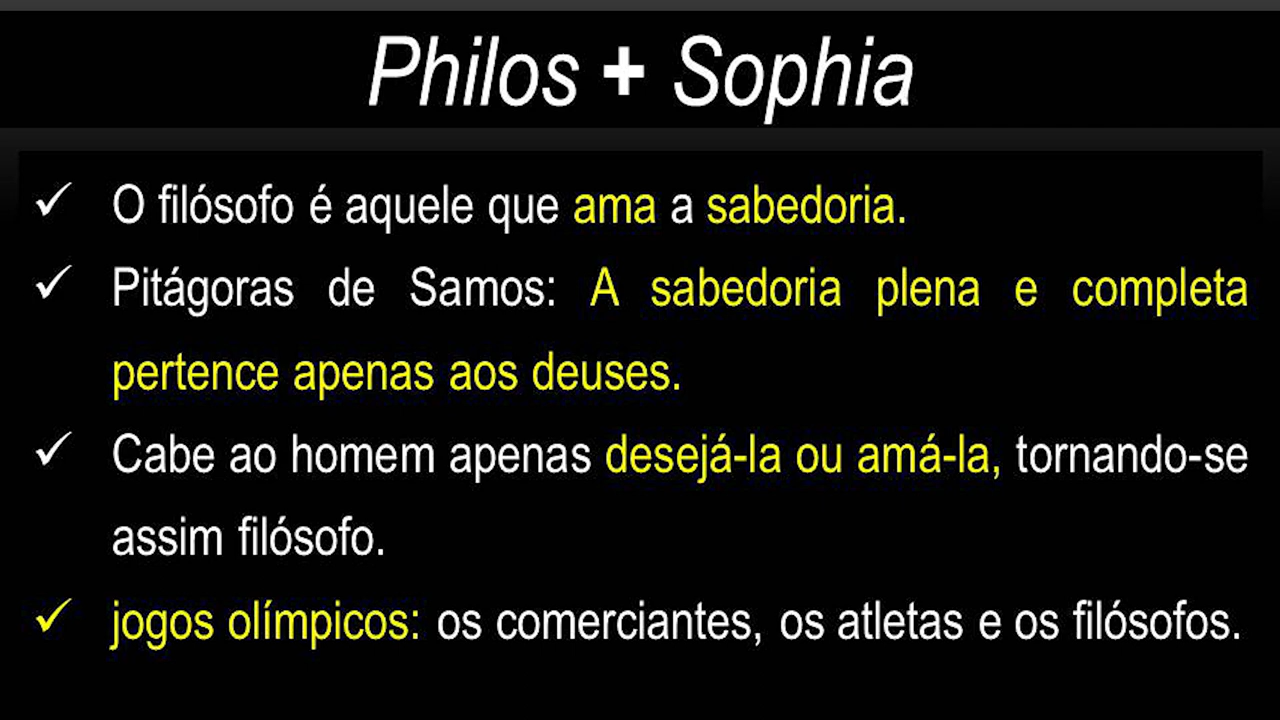 Philos + Sophia
✓ O filósofo é aquele que ama a sabedoria.
✓ Pitágoras de Samos: A sabedoria plena e completa
pertence apenas aos deuses.
✓ Cabe ao homem apenas desejá-la ou amá-la, tornando-se
assim filósofo.
✓ jogos olímpicos: os comerciantes, os atletas e os filósofos.